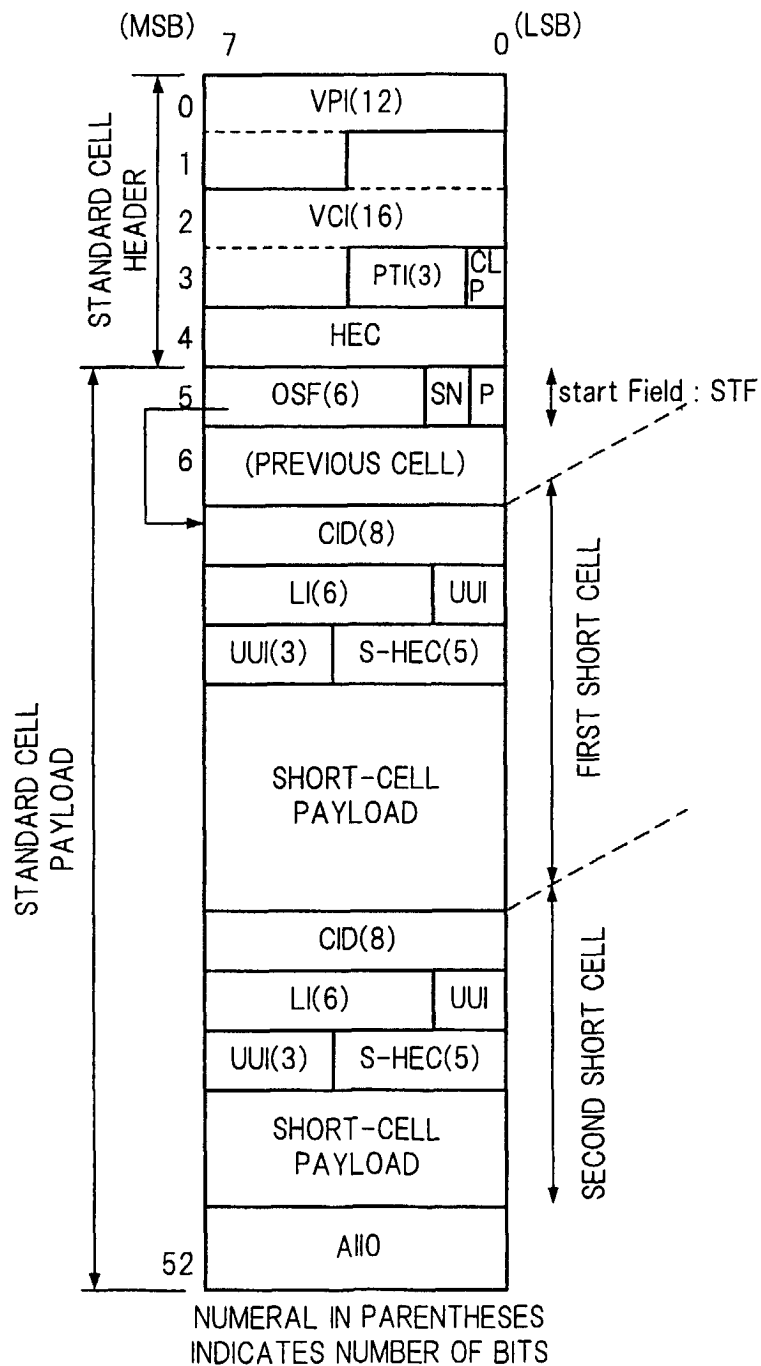 (MSB) 7 0 (LSB)
0 VPI(12)
1
2 VCI(16)
3 PTI(3) CL
P
4 HEC
STANDARD CELL
HEADER
5 OSF(6) SN P start Field : STF
6 (PREVIOUS CELL)
CID(8)
LI(6) UUI
UUI(3) S-HEC(5)
SHORT-CELL
PAYLOAD
FIRST SHORT CELL
STANDARD CELL
PAYLOAD
CID(8)
LI(6) UUI
UUI(3) S-HEC(5)
SHORT-CELL
PAYLOAD
SECOND SHORT CELL
52 All0
NUMERAL IN PARENTHESES
INDICATES NUMBER OF BITS